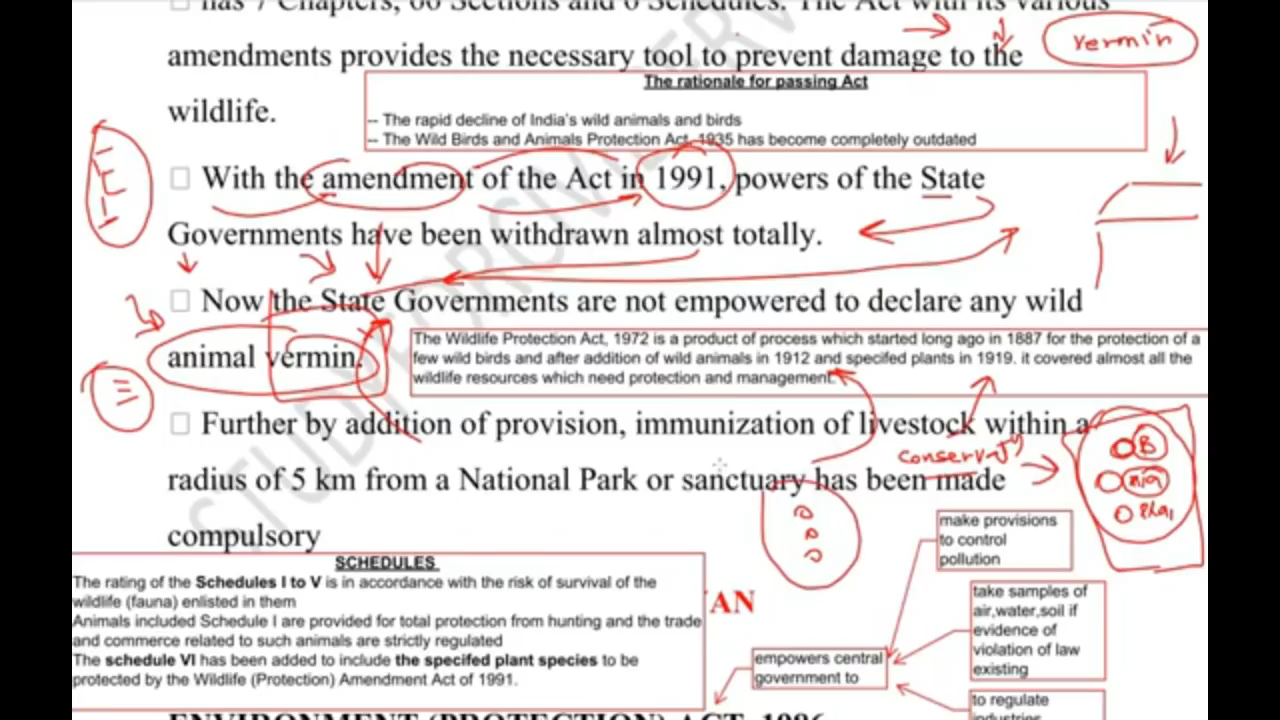 has 7 Chapters, 66 Sections and 6 Schedules. The Act with its various
amendments provides the necessary tool to prevent damage to the
vermin
wildlife.
The rationale for passing Act
-- The rapid decline of India's wild animals and birds
-- The Wild Birds and Animals Protection Act, 1935 has become completely outdated
With the amendment of the Act in 1991, powers of the State
Governments have been withdrawn almost totally.
Now the State Governments are not empowered to declare any wild
animal vermin.
The Wildlife Protection Act, 1972 is a product of process which started long ago in 1887 for the protection of a
few wild birds and after addition of wild animals in 1912 and specifed plants in 1919. it covered almost all the
wildlife resources which need protection and management.
Further by addition of provision, immunization of livestock within a
radius of 5 km from a National Park or sanctuary has been made
compulsory
B
SCHEDULES
The rating of the Schedules I to V is in accordance with the risk of survival of the
wildlife (fauna) enlisted in them
Animals included Schedule I are provided for total protection from hunting and the trade
and commerce related to such animals are strictly regulated
The schedule VI has been added to include the specifed plant species to be
protected by the Wildlife (Protection) Amendment Act of 1991.
AN
make provisions
to control
pollution
take samples of
air,water,soil if
evidence of
violation of law
existing
empowers central
government to
to regulate
industries
ENVIRONMENT (PROTECTION) ACT, 1986